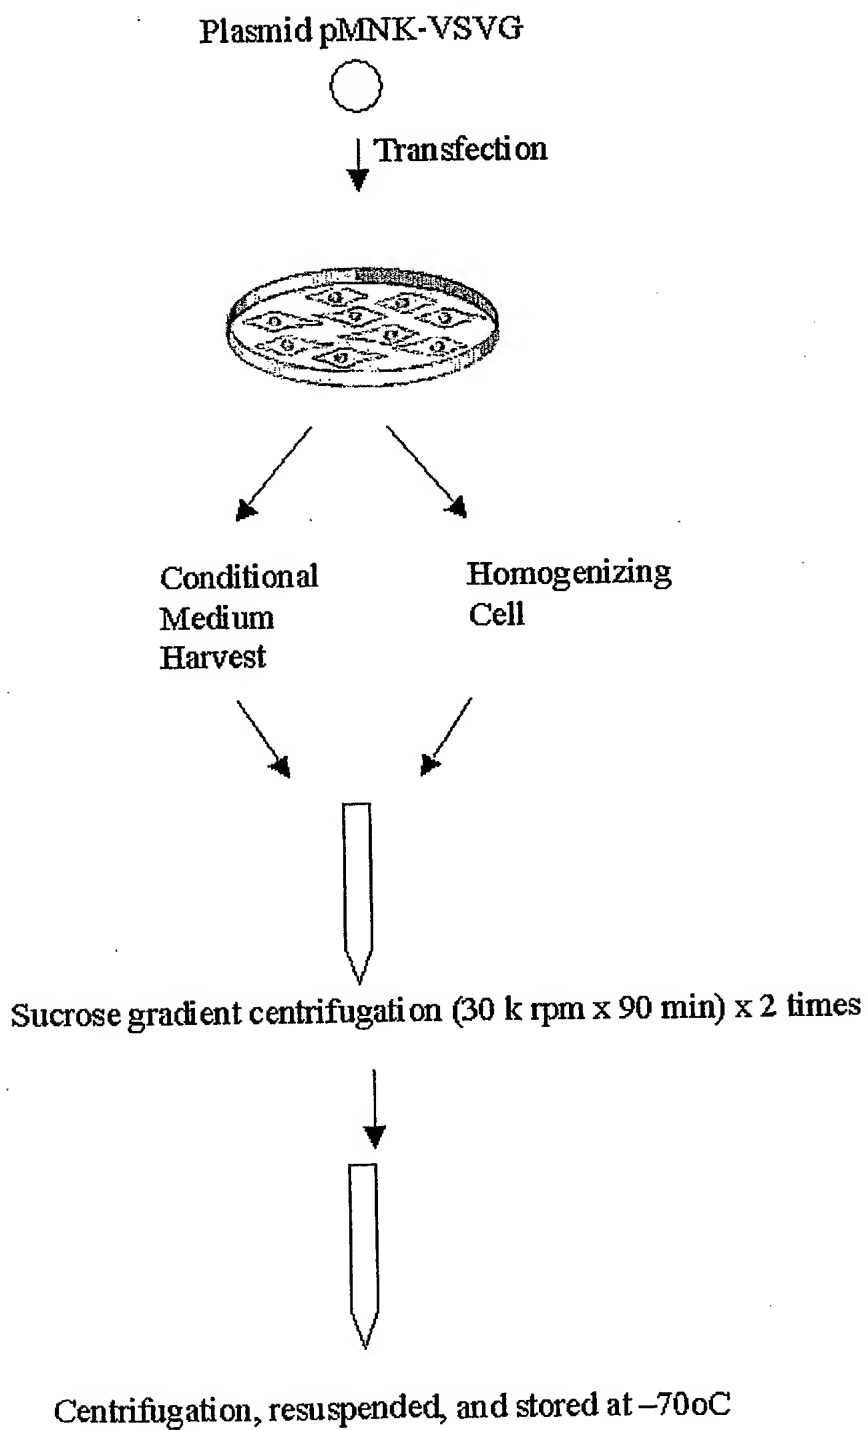 Plasmid pMNK-VSVG
Transfection
Conditional
Medium
Harvest
Homogenizing
Cell
Sucrose gradient centrifugation (30 k rpm x 90 min) x 2 times
Centrifugation, resuspended, and stored at –70oC